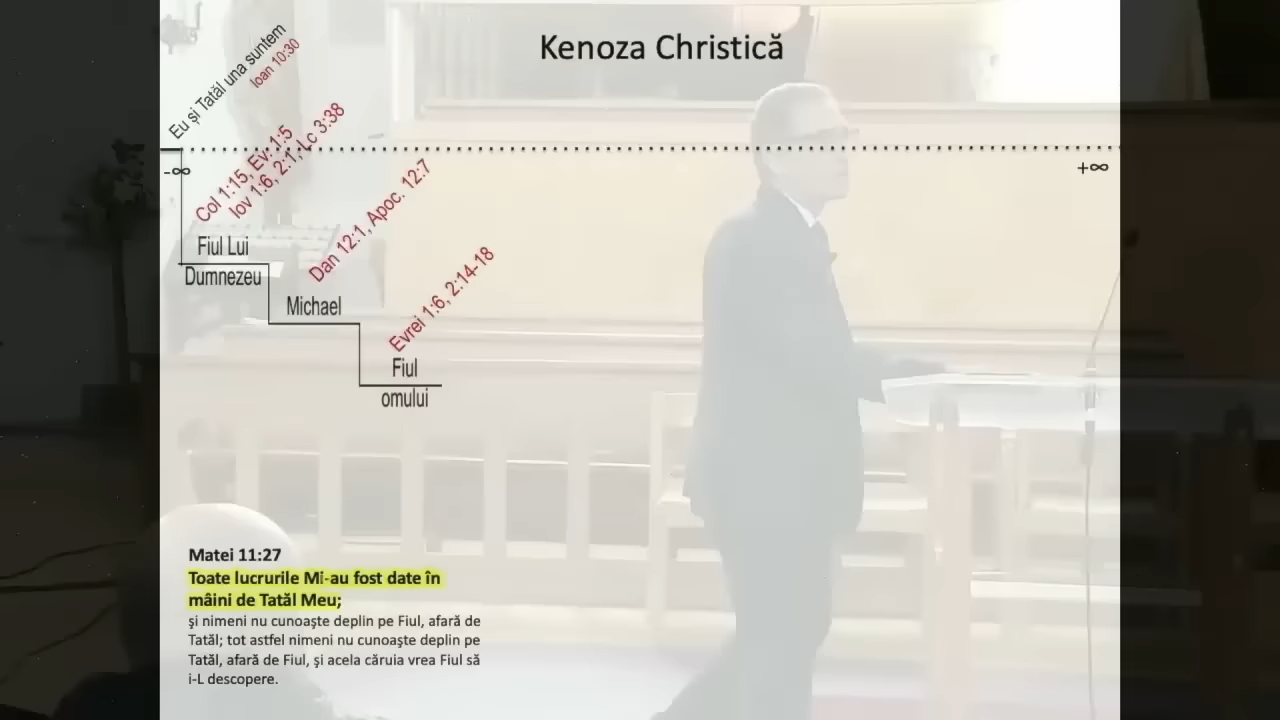 Kenoza Christică
Eu și Tatăl una suntem
Ioan 10:30
-∞
+∞
Col 1:15, Ev. 1:5
Iov 1:6, 2:1, Lc 3:38
Fiul Lui
Dumnezeu
Dan 12:1, Apoc. 12:7
Michael
Evrei 1:6, 2:14-18
Fiul
omului
Matei 11:27
Toate lucrurile Mi-au fost date în
mâini de Tatăl Meu;
şi nimeni nu cunoaşte deplin pe Fiul, afară de
Tatăl; tot astfel nimeni nu cunoaşte deplin pe
Tatăl, afară de Fiul, şi acela căruia vrea Fiul să
i-L descopere.